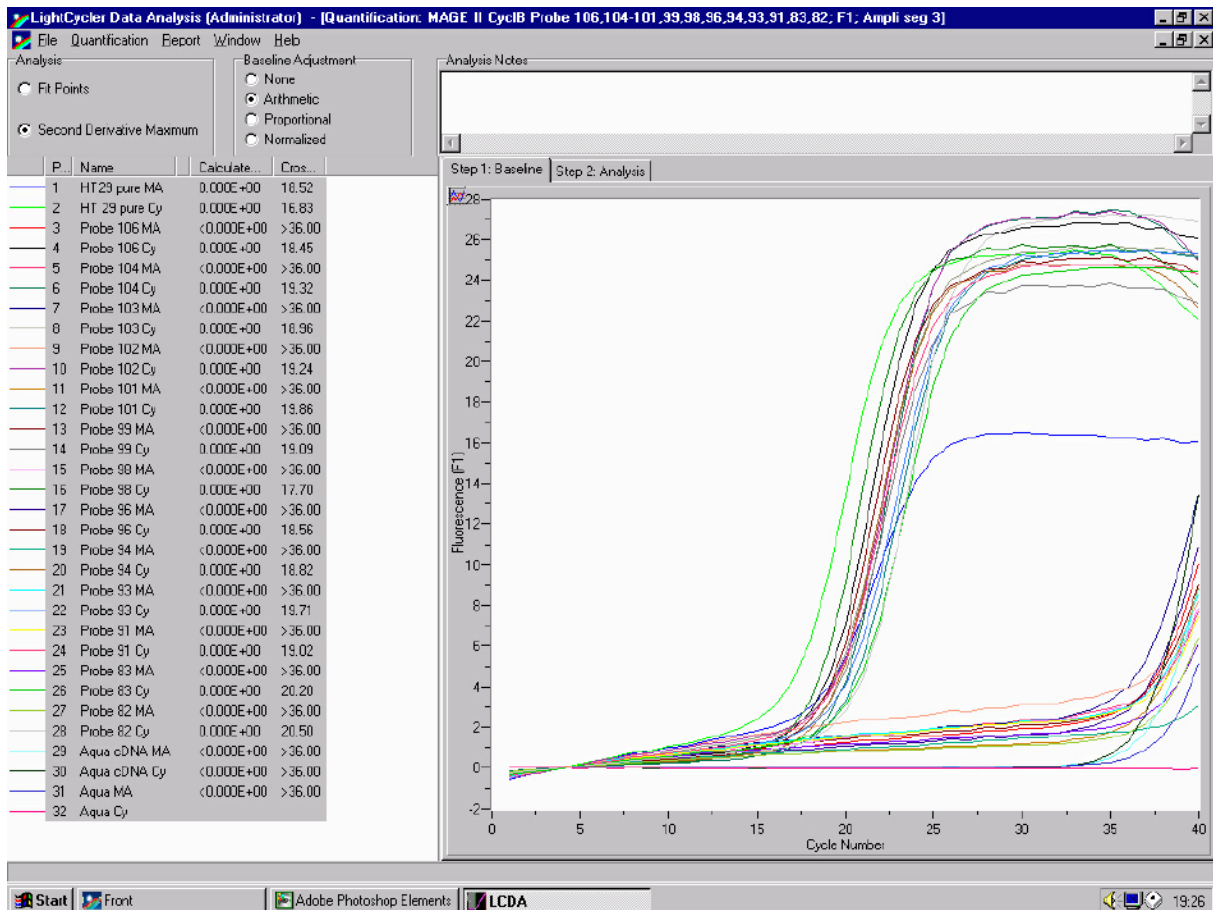 LightCycler Data Analysis (Administrator) - [Quantification: MAGE II CyclB Probe 106,104-101,99,98,96,94,93,91,83,82; F1; Ampli seg 3]
File Quantification Report Window Help
Analysis
Fit Points
Second Derivative Maximum
Baseline Adjustment
None
Arithmetic
Proportional
Normalized
Analysis Notes
P... Name Calculate... Cros...
1 HT29 pure MA 0.000E+00 18.52
2 HT 29 pure Cy 0.000E+00 16.83
3 Probe 106 MA <0.000E+00 >36.00
4 Probe 106 Cy 0.000E+00 18.45
5 Probe 104 MA <0.000E+00 >36.00
6 Probe 104 Cy 0.000E+00 19.32
7 Probe 103 MA <0.000E+00 >36.00
8 Probe 103 Cy 0.000E+00 18.96
9 Probe 102 MA <0.000E+00 >36.00
10 Probe 102 Cy 0.000E+00 19.24
11 Probe 101 MA <0.000E+00 >36.00
12 Probe 101 Cy 0.000E+00 19.86
13 Probe 99 MA <0.000E+00 >36.00
14 Probe 99 Cy 0.000E+00 19.09
15 Probe 98 MA <0.000E+00 >36.00
16 Probe 98 Cy 0.000E+00 17.70
17 Probe 96 MA <0.000E+00 >36.00
18 Probe 96 Cy 0.000E+00 18.56
19 Probe 94 MA <0.000E+00 >36.00
20 Probe 94 Cy 0.000E+00 18.82
21 Probe 93 MA <0.000E+00 >36.00
22 Probe 93 Cy 0.000E+00 19.71
23 Probe 91 MA <0.000E+00 >36.00
24 Probe 91 Cy 0.000E+00 19.02
25 Probe 83 MA <0.000E+00 >36.00
26 Probe 83 Cy 0.000E+00 20.20
27 Probe 82 MA <0.000E+00 >36.00
28 Probe 82 Cy 0.000E+00 20.50
29 Aqua cDNA MA <0.000E+00 >36.00
30 Aqua cDNA Cy <0.000E+00 >36.00
31 Aqua MA <0.000E+00 >36.00
32 Aqua Cy
Step 1: Baseline Step 2: Analysis
28
26
24
22
20
18
16
14
12
10
8
6
4
2
0
-2
Fluorescence (F1)
0 5 10 15 20 25 30 35 40
Cycle Number
Start Front Adobe Photoshop Elements LCDA 19:26